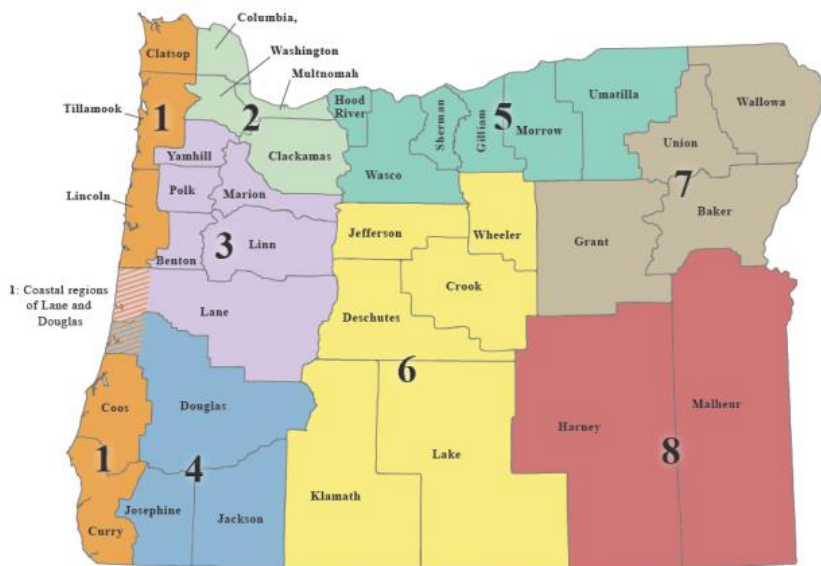 Columbia,
Clatsop
Washington
Multnomah
Tillamook
1
2
Hood
River
Sherman
Gilliam
5
Morrow
Umatilla
Wallowa
Union
Yamhill
Clackamas
Wasco
Polk
Marion
7
Lincoln
Baker
Jefferson
Wheeler
Grant
3
Linn
Benton
1: Coastal regions
of Lane and
Douglas
Lane
Crook
Deschutes
6
Coos
Douglas
Harney
Malheur
1
4
Lake
8
Klamath
Josephine
Jackson
Curry